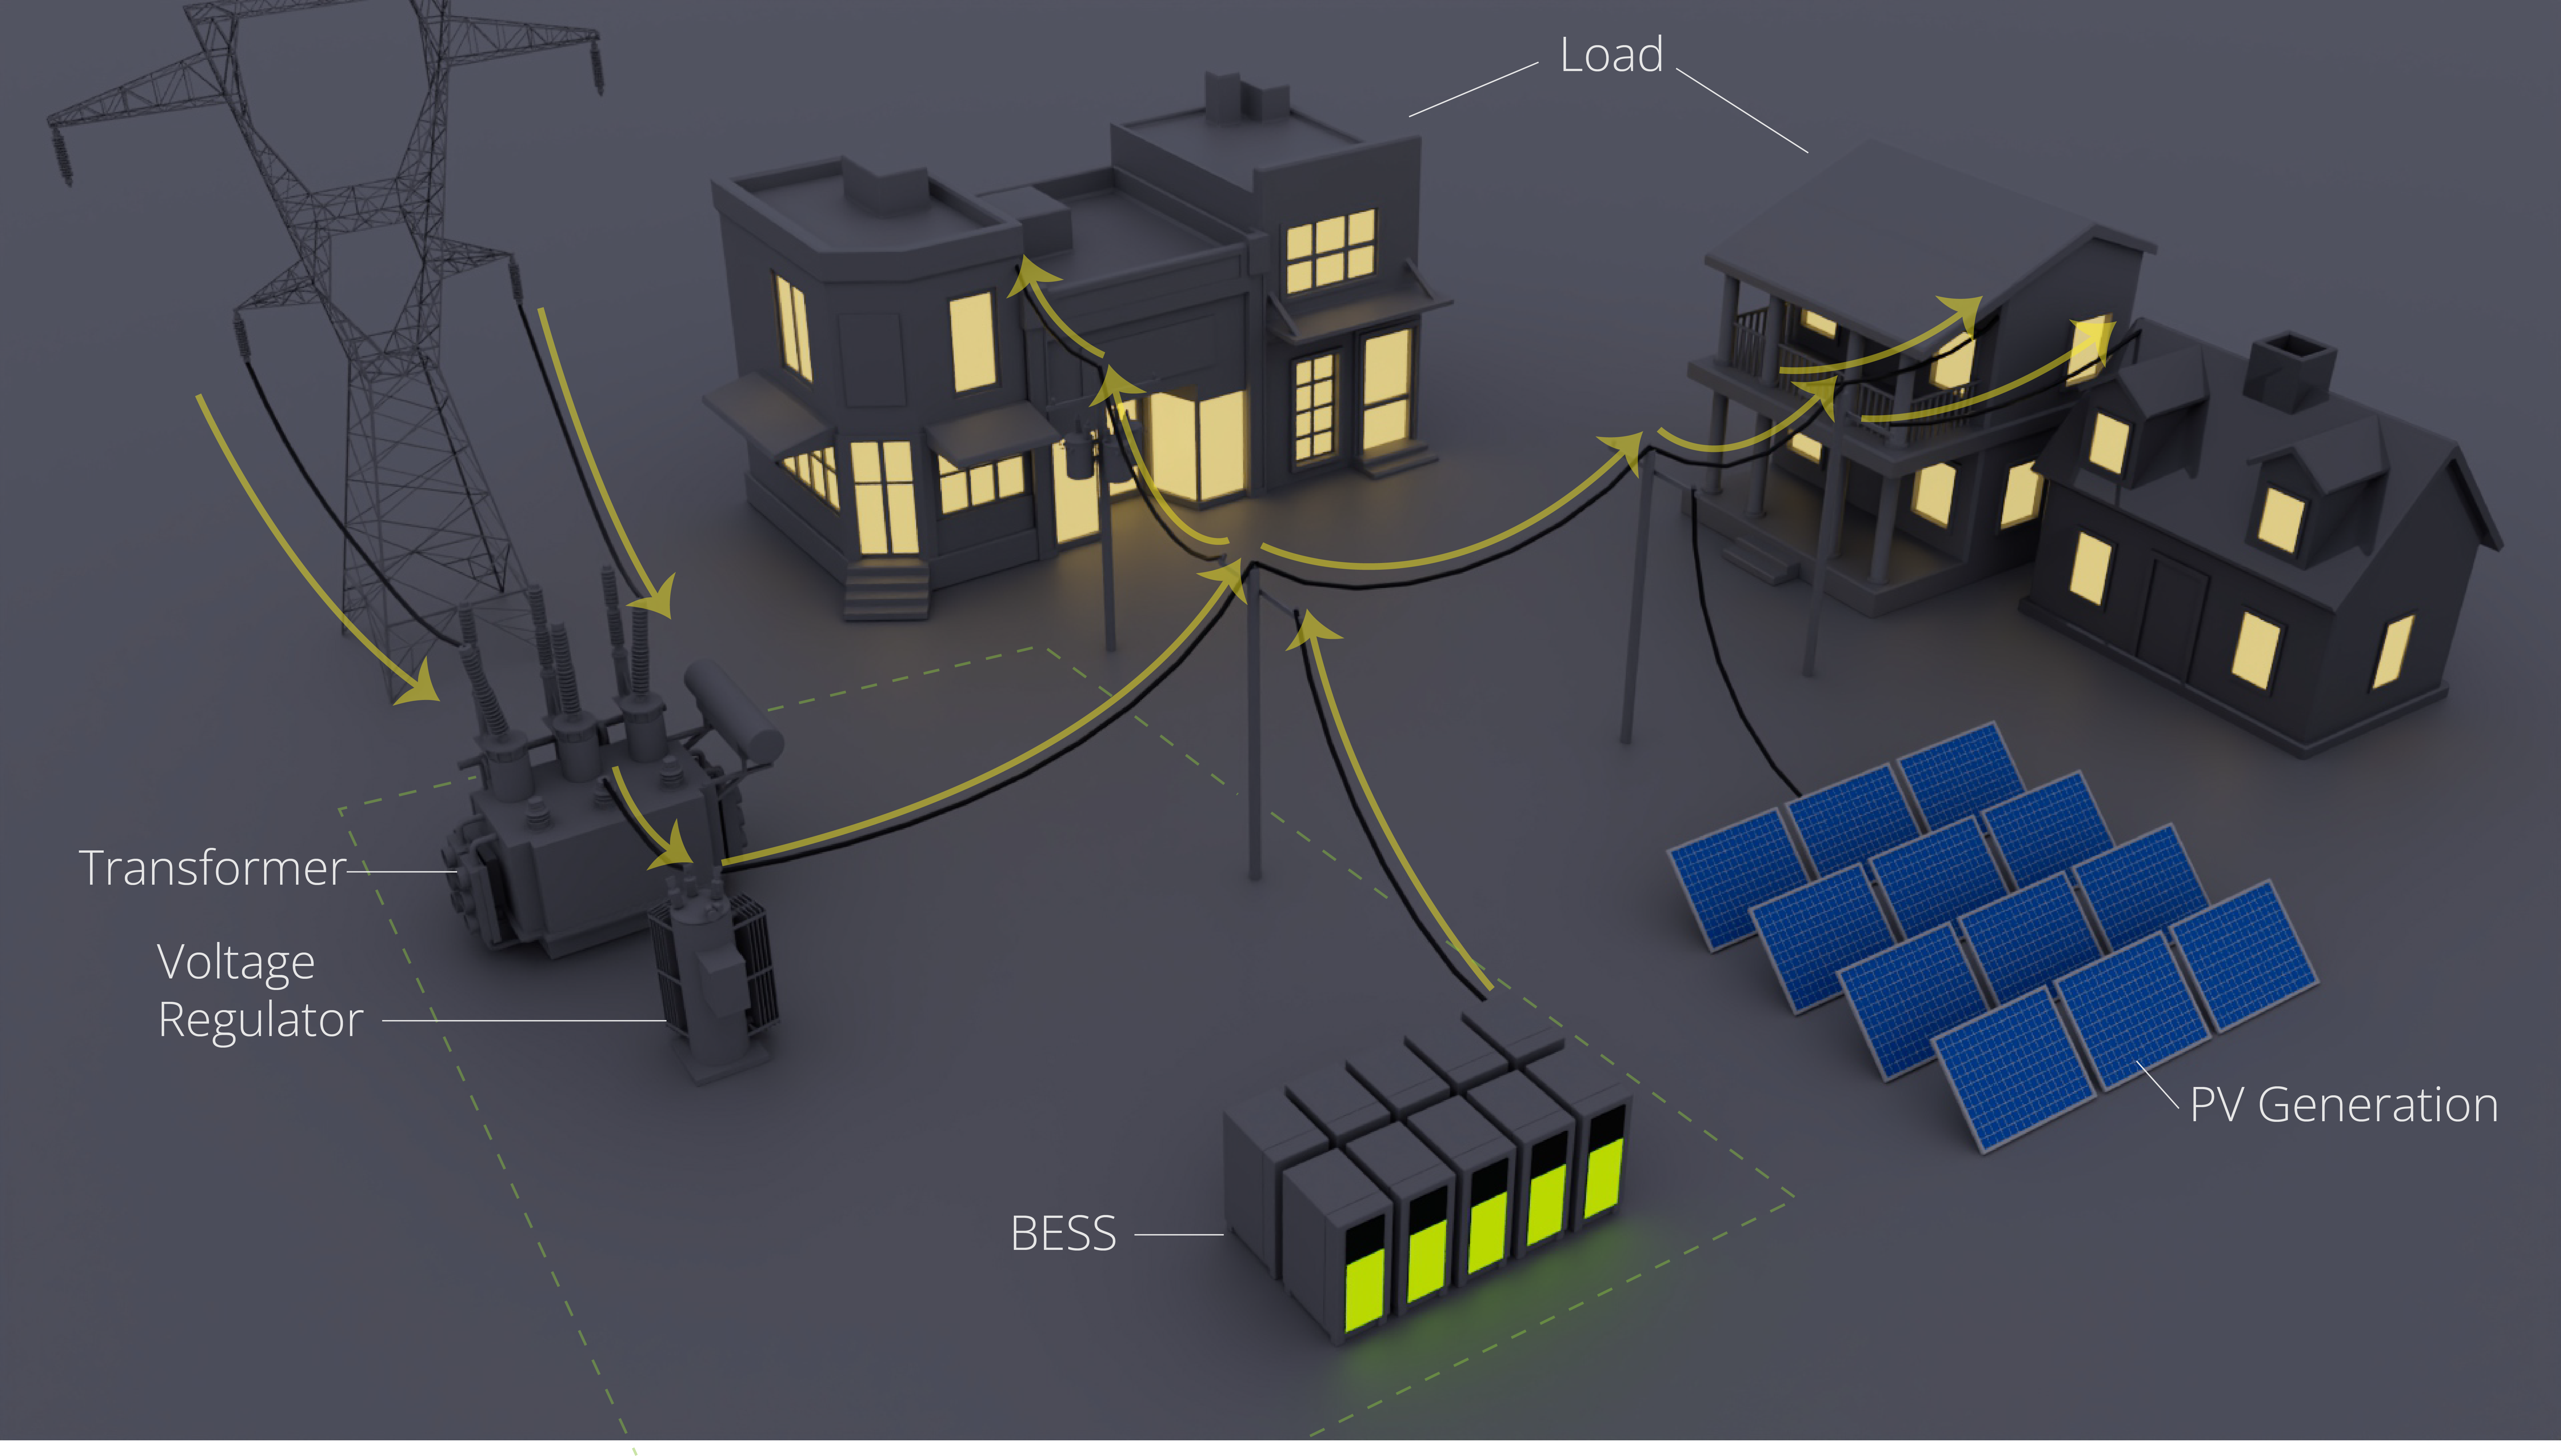 Load
Transformer
Voltage
Regulator
PV Generation
BESS